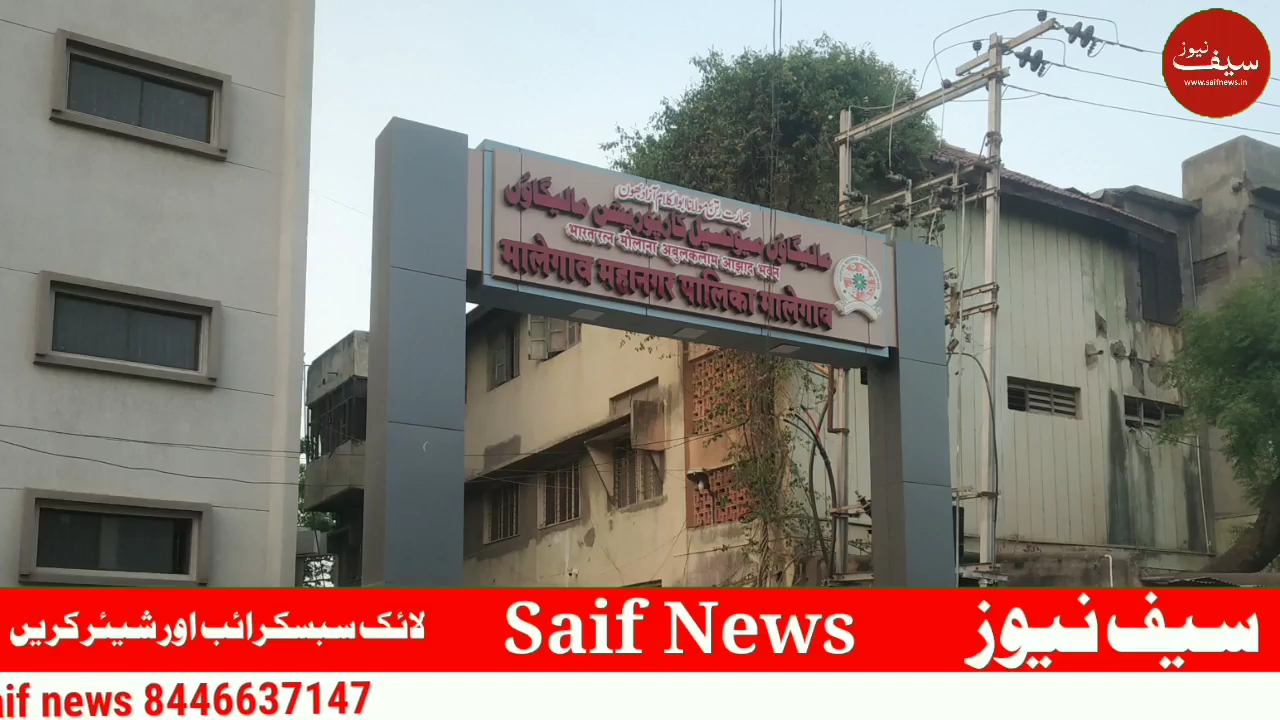 سیف نیوز
www.saifnews.in
بھارت رتن مولانا ابوالکلام آزاد بھون
مالیگاؤں میونسپل کارپوریشن مالیگاؤں
भारतरत्न मौलाना अबुलकलाम आझाद भवन
मालेगाव महानगर पालिका मालेगाव
لائک سبسکرائب اور شیئر کریں
Saif News
سیف نیوز
aif news 8446637147